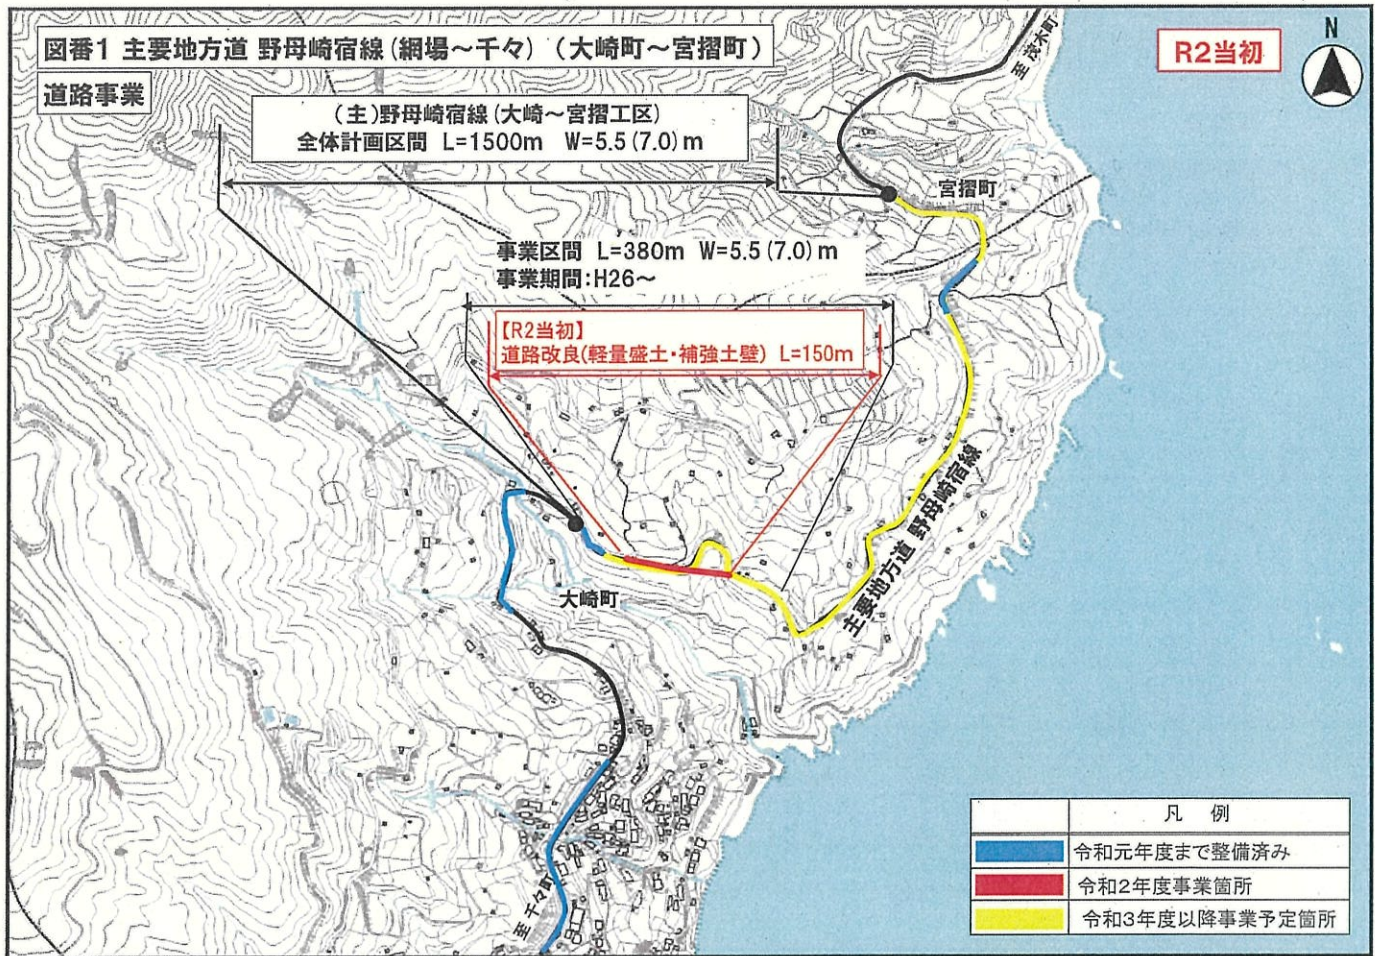 図番1 主要地方道 野母崎宿線(網場～千々) (大崎町～宮摺町)
道路事業
R2当初
N
至 茂木町
(主)野母崎宿線(大崎～宮摺工区)
全体計画区間 L=1500m W=5.5(7.0)m
宮摺町
事業区間 L=380m W=5.5(7.0)m
事業期間:H26～
【R2当初】
道路改良(軽量盛土・補強土壁) L=150m
主要地方道 野母崎宿線
大崎町
至 千々町
凡 例
令和元年度まで整備済み
令和2年度事業箇所
令和3年度以降事業予定箇所